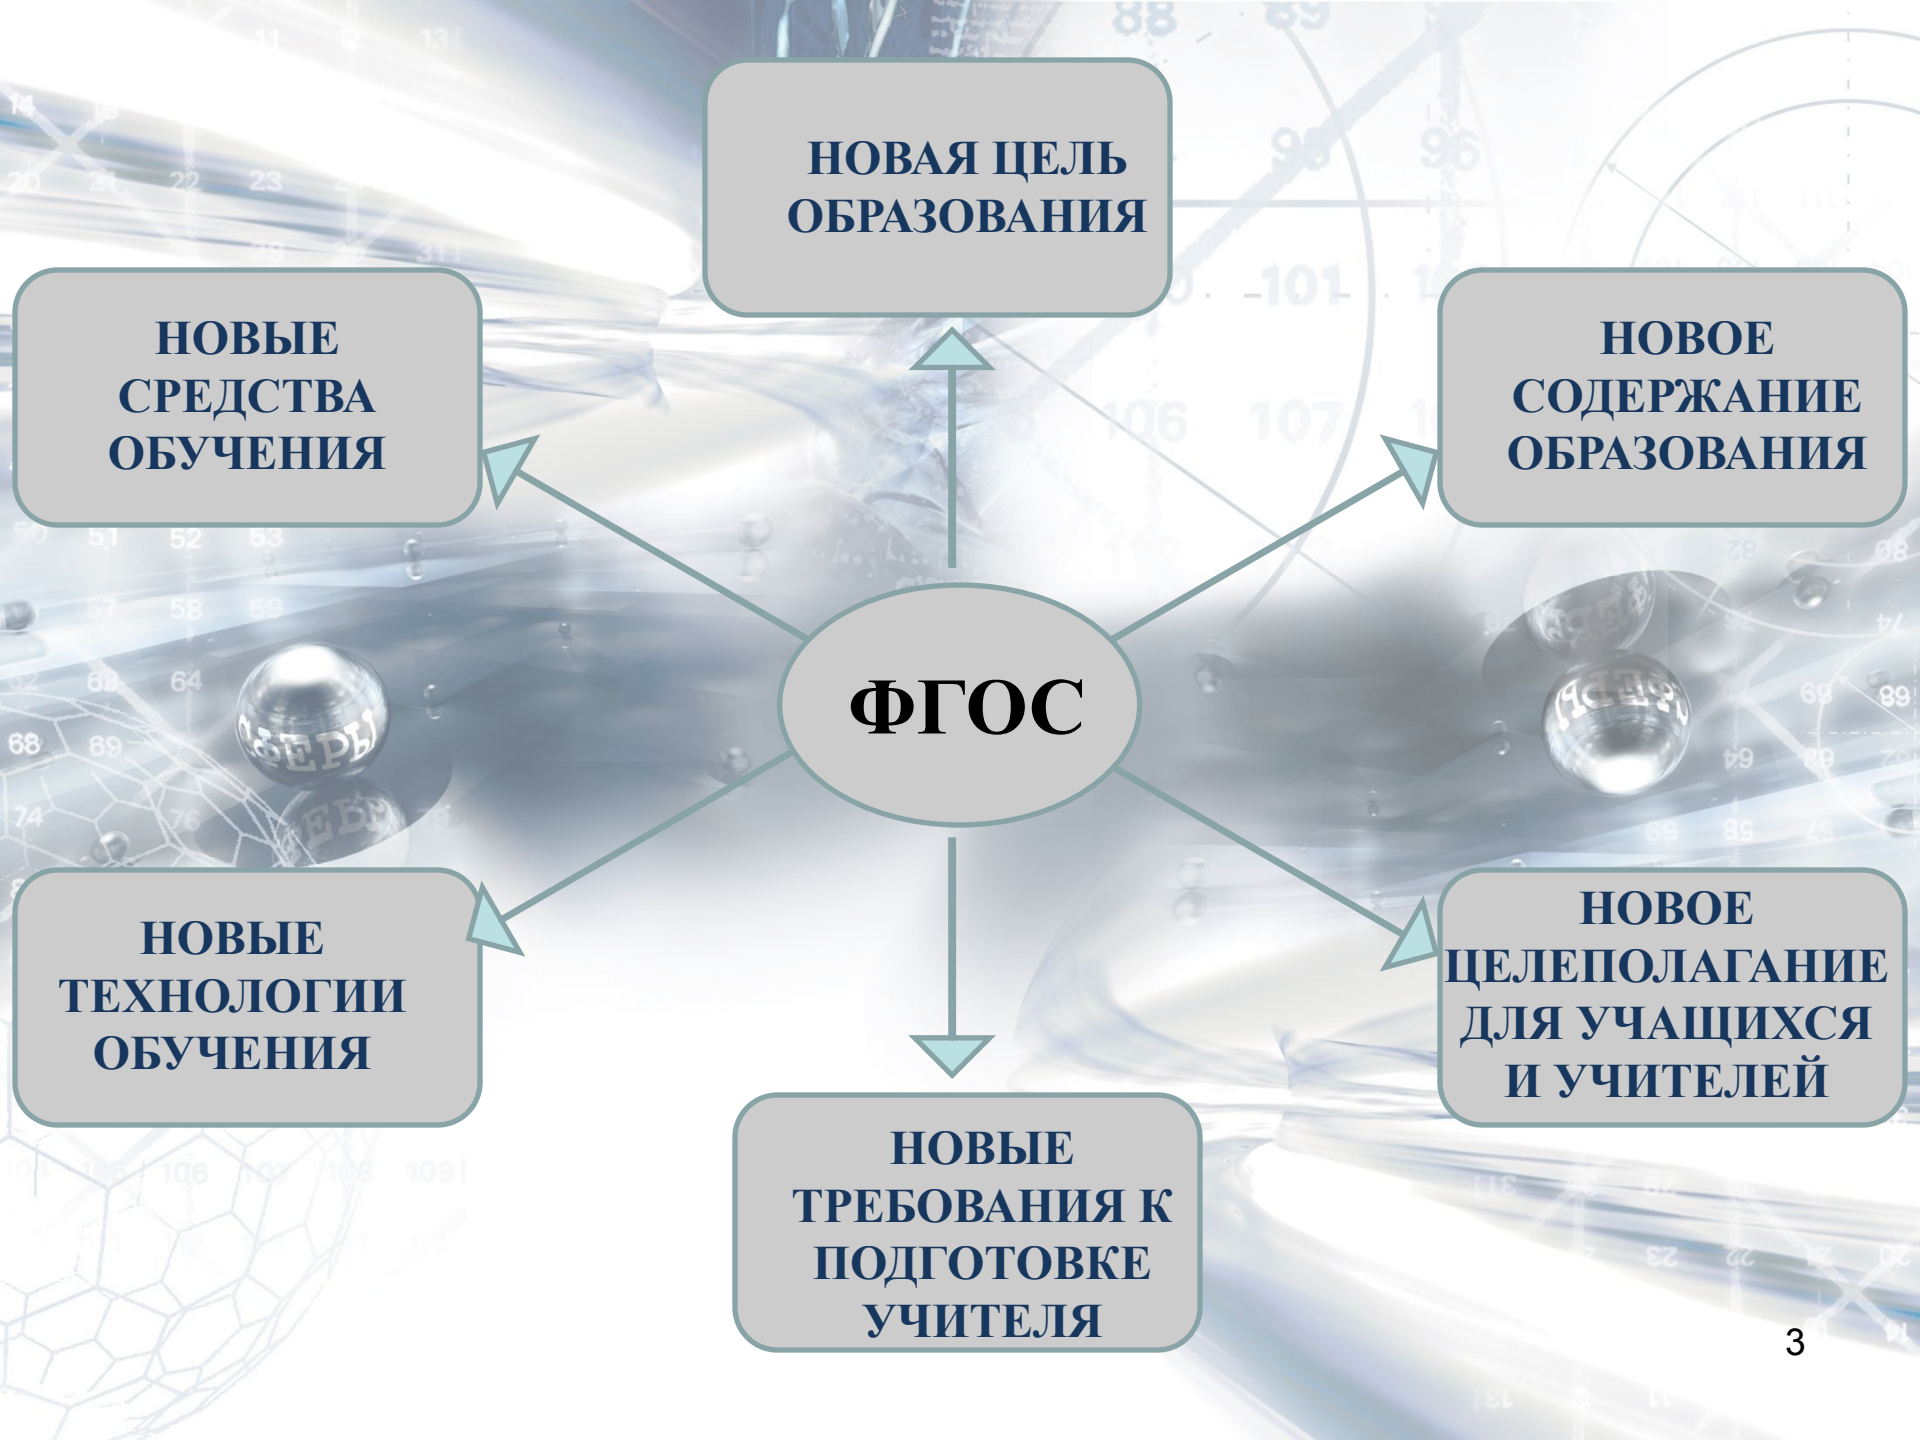 НОВАЯ ЦЕЛЬ
ОБРАЗОВАНИЯ
НОВЫЕ
СРЕДСТВА
ОБУЧЕНИЯ
НОВОЕ
СОДЕРЖАНИЕ
ОБРАЗОВАНИЯ
ФГОС
НОВЫЕ
ТЕХНОЛОГИИ
ОБУЧЕНИЯ
НОВОЕ
ЦЕЛЕПОЛАГАНИЕ
ДЛЯ УЧАЩИХСЯ
И УЧИТЕЛЕЙ
НОВЫЕ
ТРЕБОВАНИЯ К
ПОДГОТОВКЕ
УЧИТЕЛЯ
3